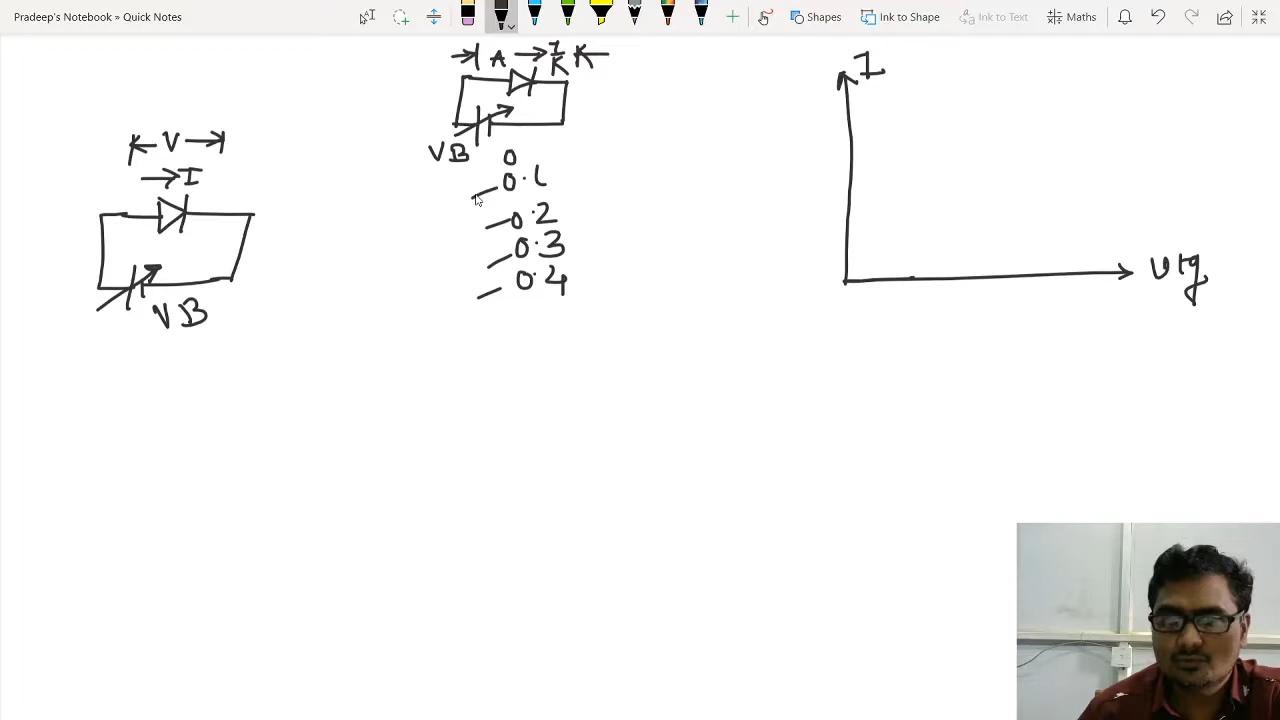 Pradeep's Notebook » Quick Notes
Shapes
Ink to Shape
Ink to Text
Maths
A I K K
VB
0
0.1
0.2
0.3
0.4
V
I
VB
I
Vtg.